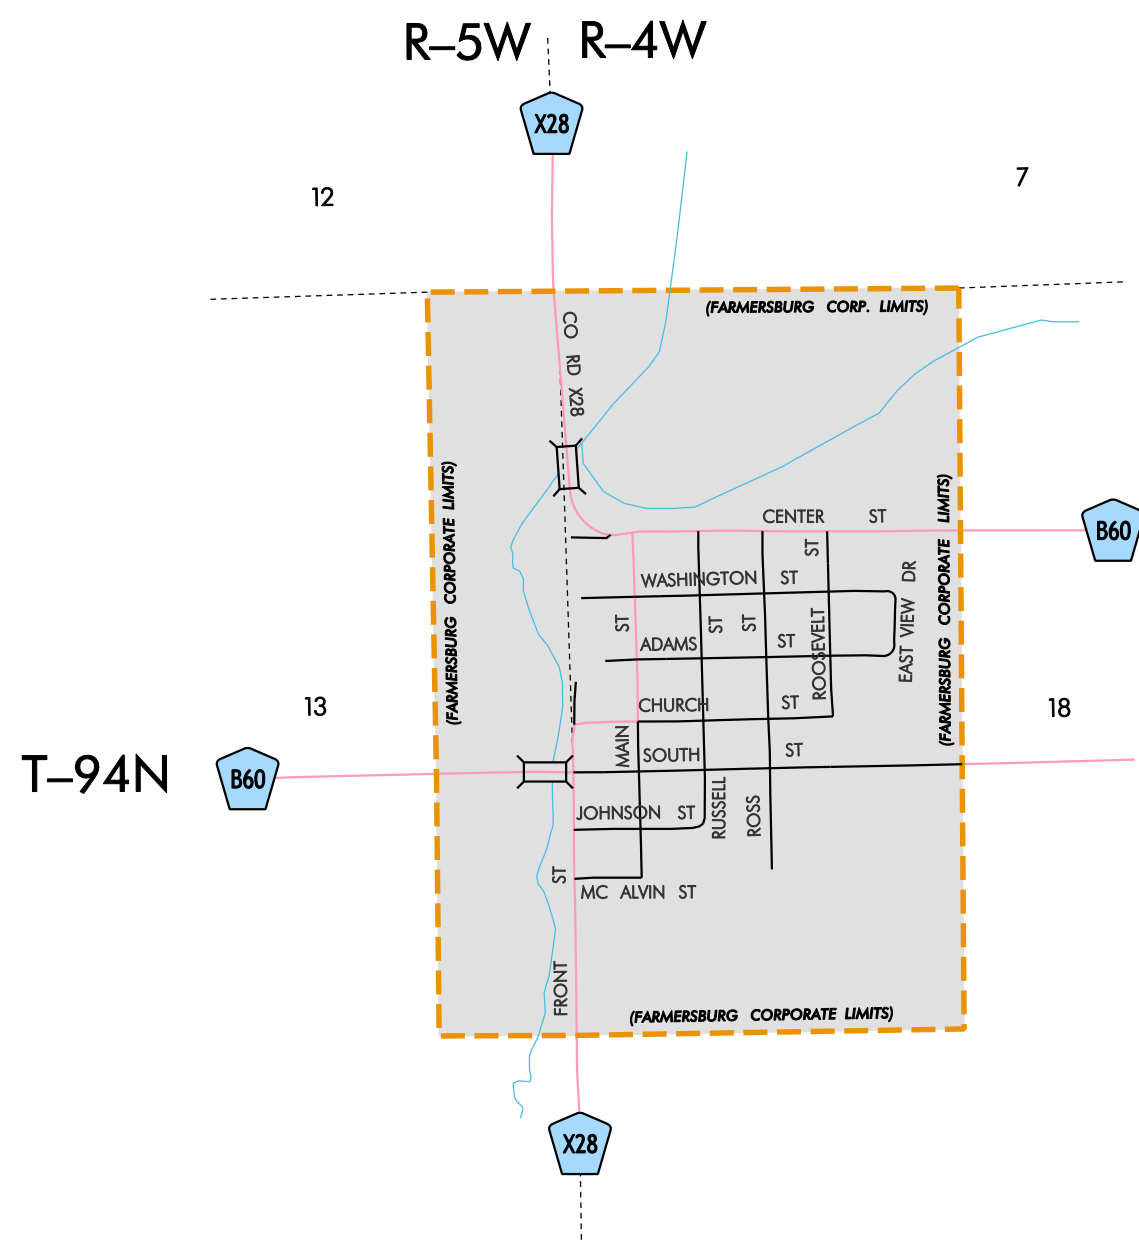 R–5W R–4W
X28
12
7
(FARMERSBURG CORP. LIMITS)
CO RD X28
(FARMERSBURG CORPORATE LIMITS)
(FARMERSBURG CORPORATE LIMITS)
CENTER ST
B60
WASHINGTON ST
ADAMS ST
CHURCH ST
SOUTH ST
JOHNSON ST
MC ALVIN ST
MAIN ST
RUSSELL ST
ROSS ST
ROOSEVELT ST
EAST VIEW DR
FRONT ST
13
18
T–94N
B60
(FARMERSBURG CORPORATE LIMITS)
X28